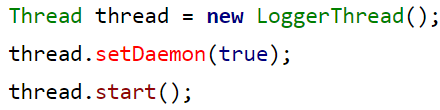 Thread thread = new LoggerThread();
thread.setDaemon(true);
thread.start();